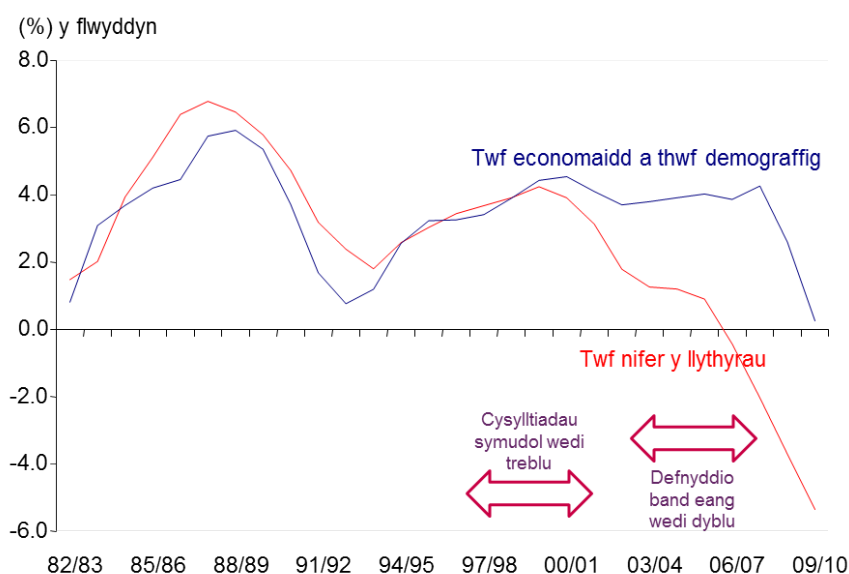 (%) y flwyddyn
8.0
6.0
Twf economaidd a thwf demograffig
4.0
2.0
0.0
Twf nifer y llythyrau
-2.0
Cysylltiadau
symudol wedi
treblu
-4.0
Defnyddio
band eang
wedi dyblu
-6.0
82/83 85/86 88/89 91/92 94/95 97/98 00/01 03/04 06/07 09/10